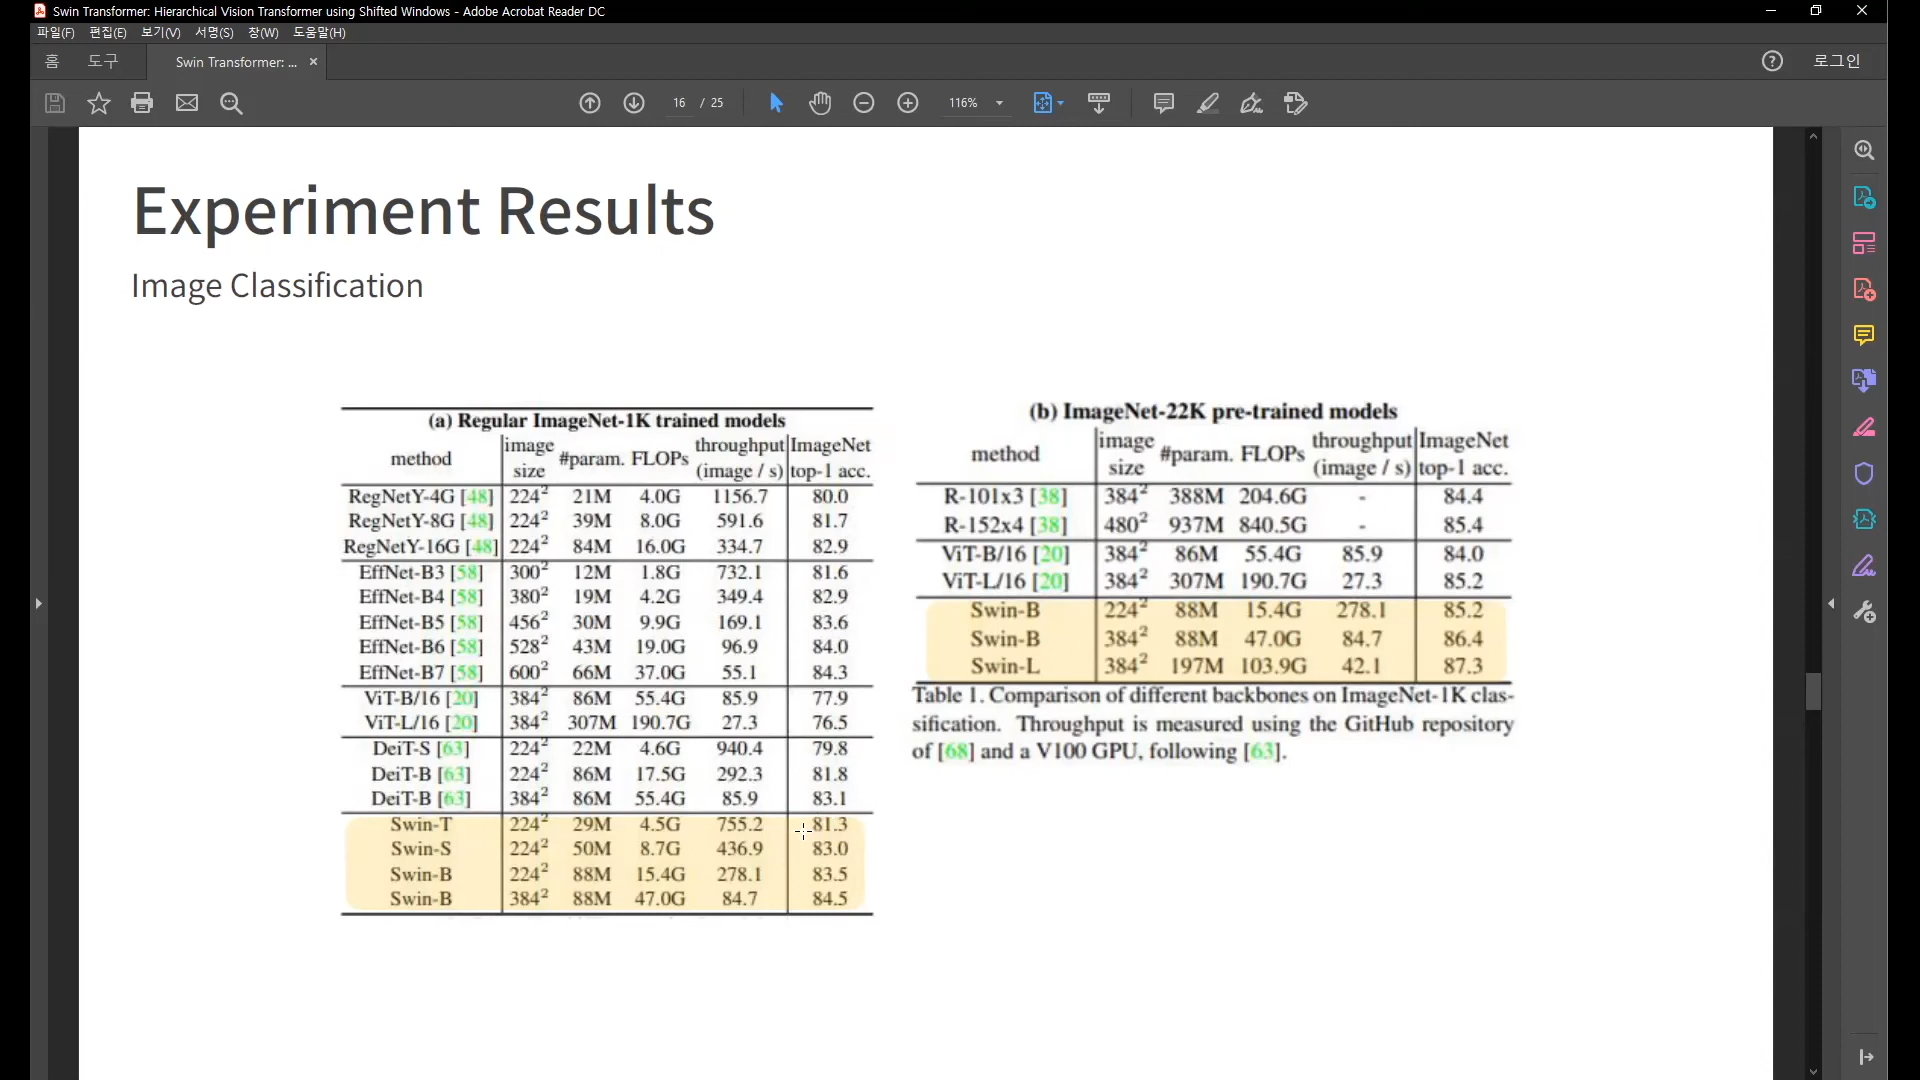 Swin Transformer: Hierarchical Vision Transformer using Shifted Windows - Adobe Acrobat Reader DC
파일(F) 편집(E) 보기(V) 서명(S) 창(W) 도움말(H)
홈 도구 Swin Transformer: ... × 로그인
16 / 25 116%
Experiment Results
Image Classification
(a) Regular ImageNet-1K trained models
method image size #param. FLOPs throughput (image / s) ImageNet top-1 acc.
RegNetY-4G [48] 224² 21M 4.0G 1156.7 80.0
RegNetY-8G [48] 224² 39M 8.0G 591.6 81.7
RegNetY-16G [48] 224² 84M 16.0G 334.7 82.9
EffNet-B3 [58] 300² 12M 1.8G 732.1 81.6
EffNet-B4 [58] 380² 19M 4.2G 349.4 82.9
EffNet-B5 [58] 456² 30M 9.9G 169.1 83.6
EffNet-B6 [58] 528² 43M 19.0G 96.9 84.0
EffNet-B7 [58] 600² 66M 37.0G 55.1 84.3
ViT-B/16 [20] 384² 86M 55.4G 85.9 77.9
ViT-L/16 [20] 384² 307M 190.7G 27.3 76.5
DeiT-S [63] 224² 22M 4.6G 940.4 79.8
DeiT-B [63] 224² 86M 17.5G 292.3 81.8
DeiT-B [63] 384² 86M 55.4G 85.9 83.1
Swin-T 224² 29M 4.5G 755.2 81.3
Swin-S 224² 50M 8.7G 436.9 83.0
Swin-B 224² 88M 15.4G 278.1 83.5
Swin-B 384² 88M 47.0G 84.7 84.5
(b) ImageNet-22K pre-trained models
method image size #param. FLOPs throughput (image / s) ImageNet top-1 acc.
R-101x3 [38] 384² 388M 204.6G - 84.4
R-152x4 [38] 480² 937M 840.5G - 85.4
ViT-B/16 [20] 384² 86M 55.4G 85.9 84.0
ViT-L/16 [20] 384² 307M 190.7G 27.3 85.2
Swin-B 224² 88M 15.4G 278.1 85.2
Swin-B 384² 88M 47.0G 84.7 86.4
Swin-L 384² 197M 103.9G 42.1 87.3
Table 1. Comparison of different backbones on ImageNet-1K clas-
sification. Throughput is measured using the GitHub repository
of [68] and a V100 GPU, following [63].